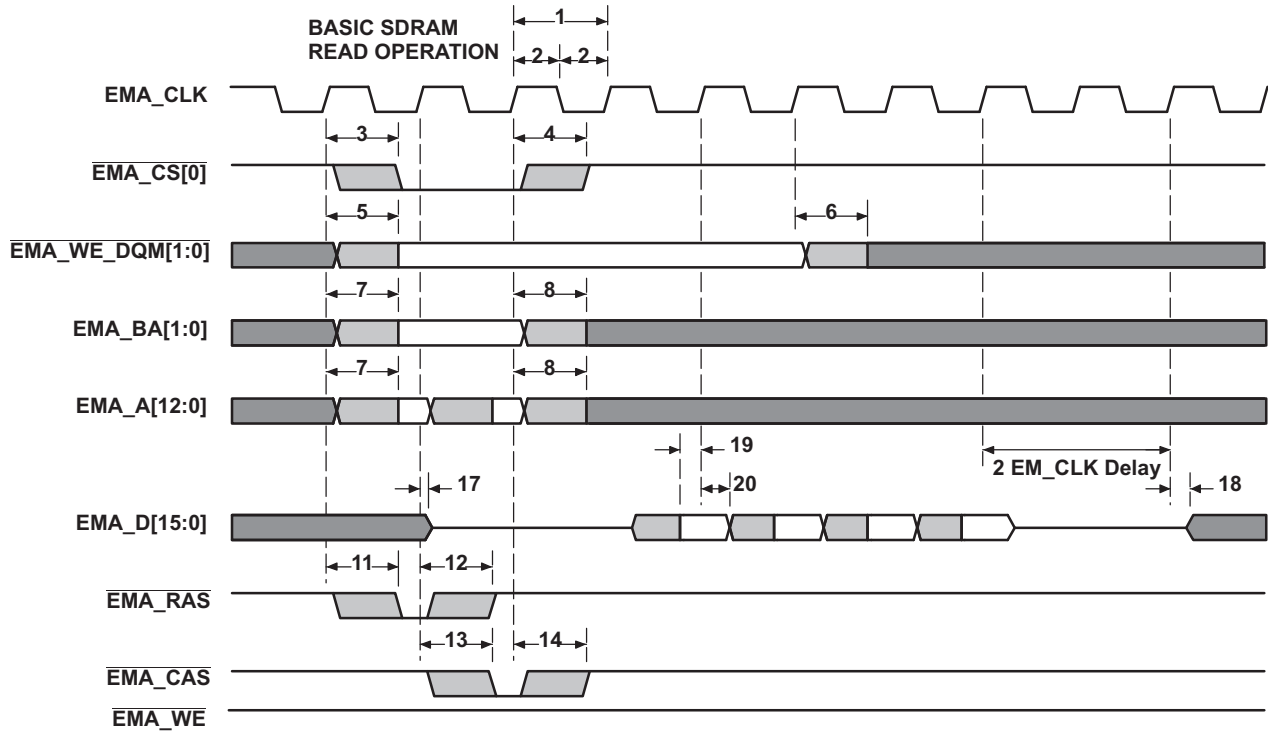 BASIC SDRAM
READ OPERATION
1
2 2
EMA_CLK
3 4
EMA_CS[0]
5 6
EMA_WE_DQM[1:0]
7 8
EMA_BA[1:0]
7 8
EMA_A[12:0]
19
2 EM_CLK Delay
17 20 18
EMA_D[15:0]
11 12
EMA_RAS
13 14
EMA_CAS
EMA_WE